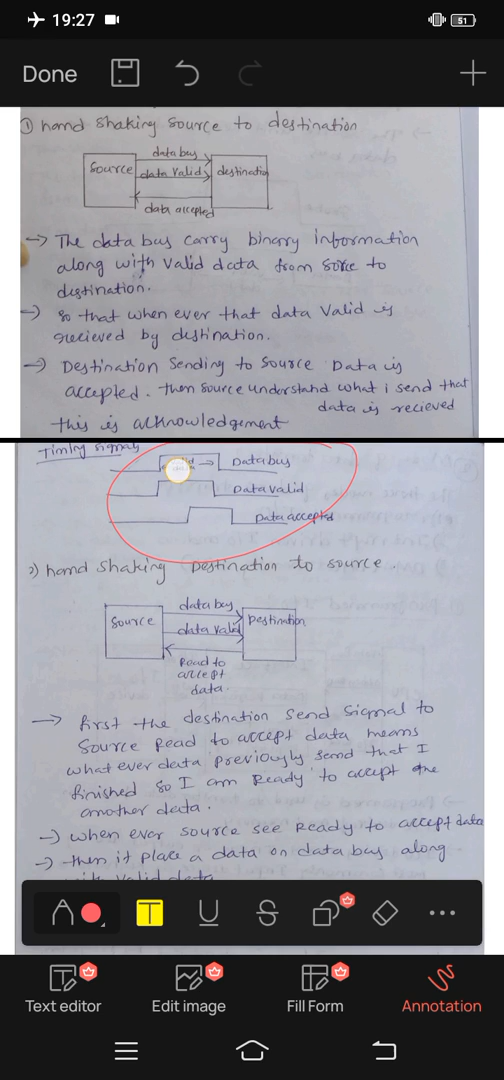 19:27
51
Done
① hand shaking source to destination
data bus
Source
data valid
destination
data accepted
→ The data bus carry binary information
along with valid data from sorce to
destination.
→ so that when ever that data valid is
recieved by destination.
→ Destination sending to source Data is
accepted. then source understand what i send that
data is recieved
this is acknowledgement
Timing signals
Data bus
Data valid
Data accepted
2) hand shaking Destination to source.
data bus
Source
Destination
data valid
Read to
accept
data.
→ first the destination send signal to
source Read to accept data means
what ever data previously send that I
finished so I am Ready to accept the
another data.
→ when ever source see Ready to accept data
→ then it place a data on data bus along
with valid data
T
U
S
Text editor
Edit image
Fill Form
Annotation